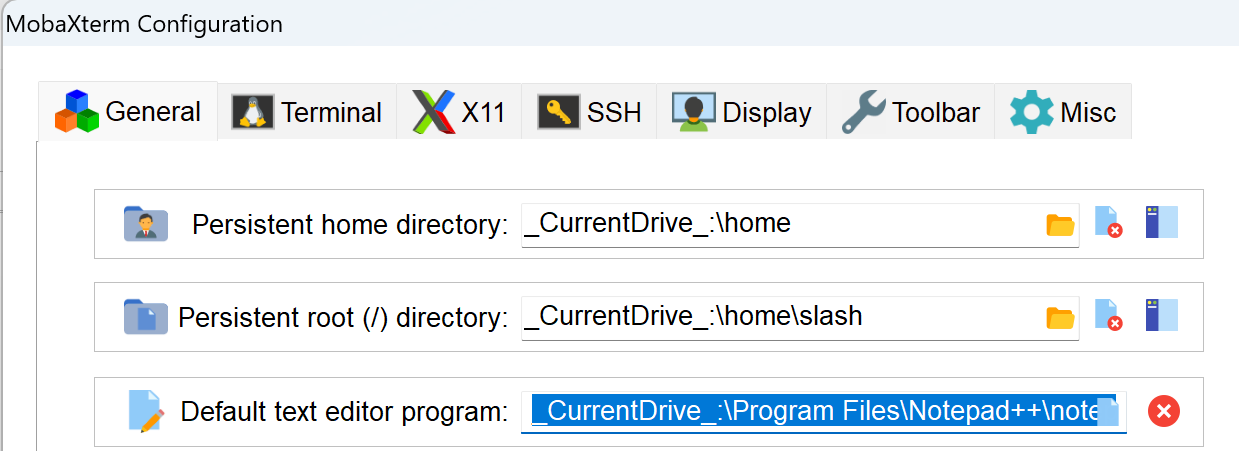 MobaXterm Configuration
General Terminal X11 SSH Display Toolbar Misc
Persistent home directory: _CurrentDrive_:\home
Persistent root (/) directory: _CurrentDrive_:\home\slash
Default text editor program: _CurrentDrive_:\Program Files\Notepad++\note